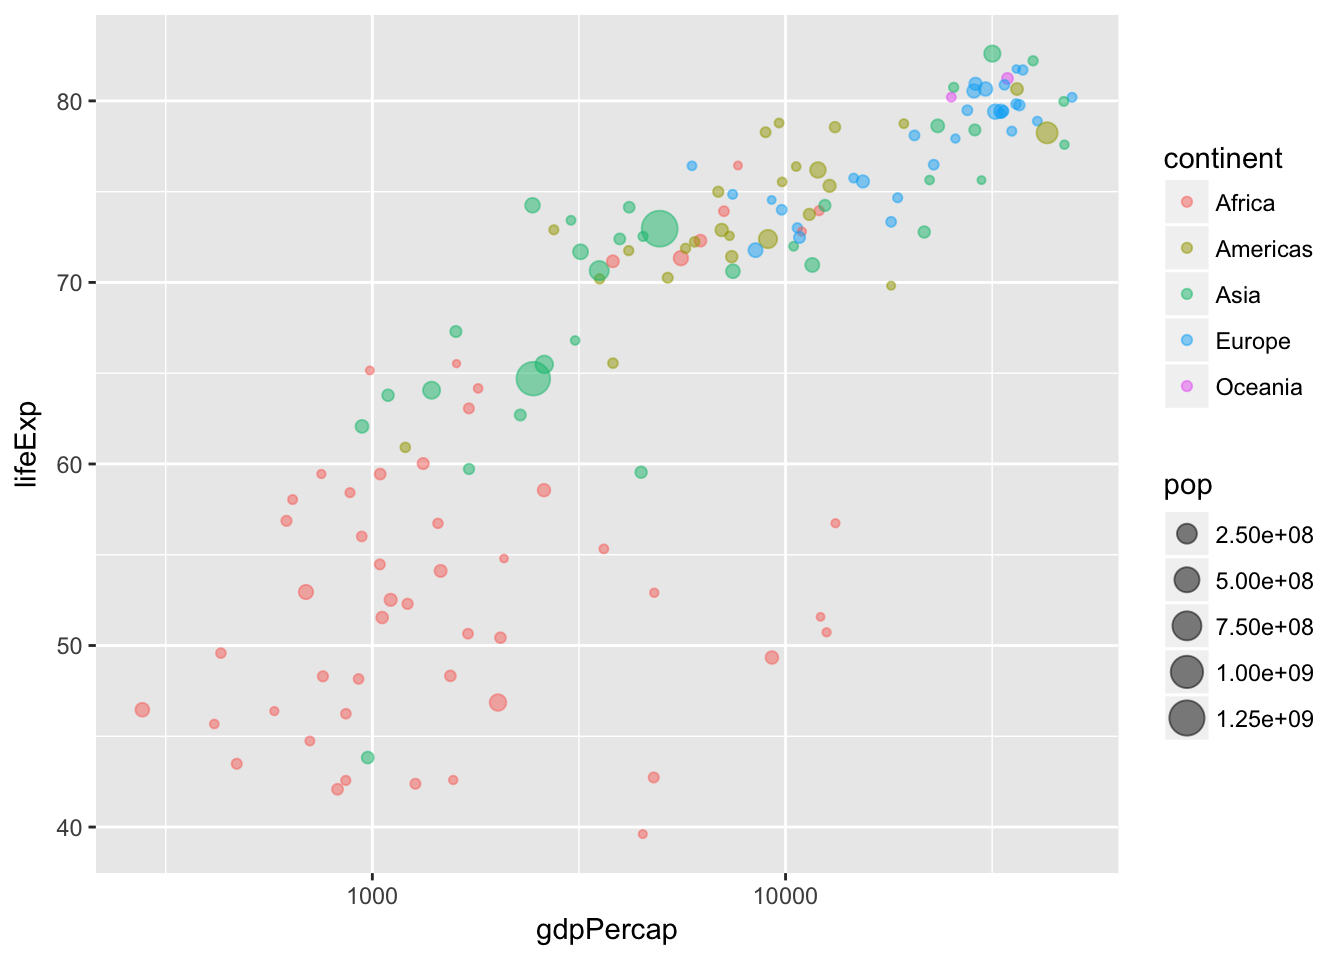 80
70
60
50
40
lifeExp
1000
10000
gdpPercap
continent
Africa
Americas
Asia
Europe
Oceania
pop
2.50e+08
5.00e+08
7.50e+08
1.00e+09
1.25e+09